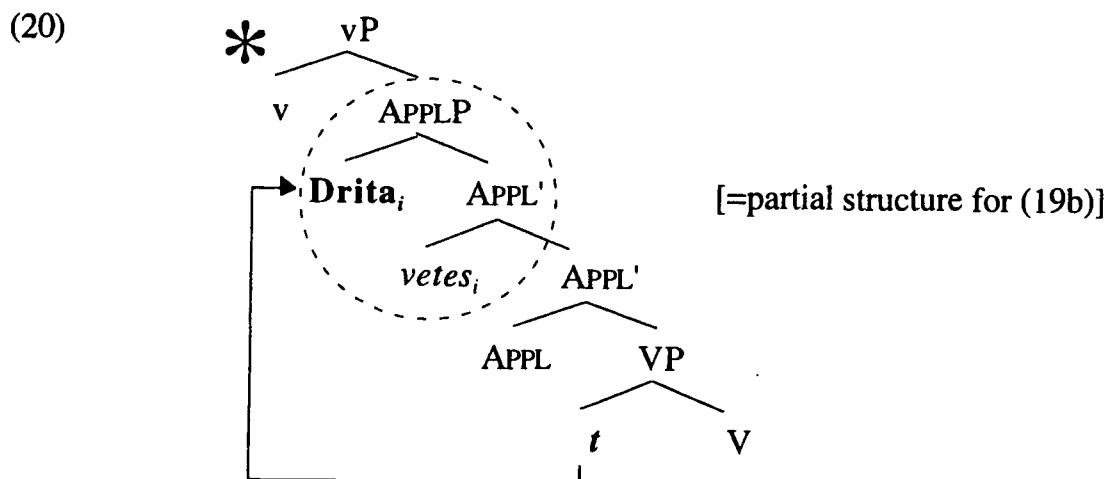 (20)
* vP
v APPLP
Drita_i APPL' [=partial structure for (19b)]
vetes_i APPL'
APPL VP
t V